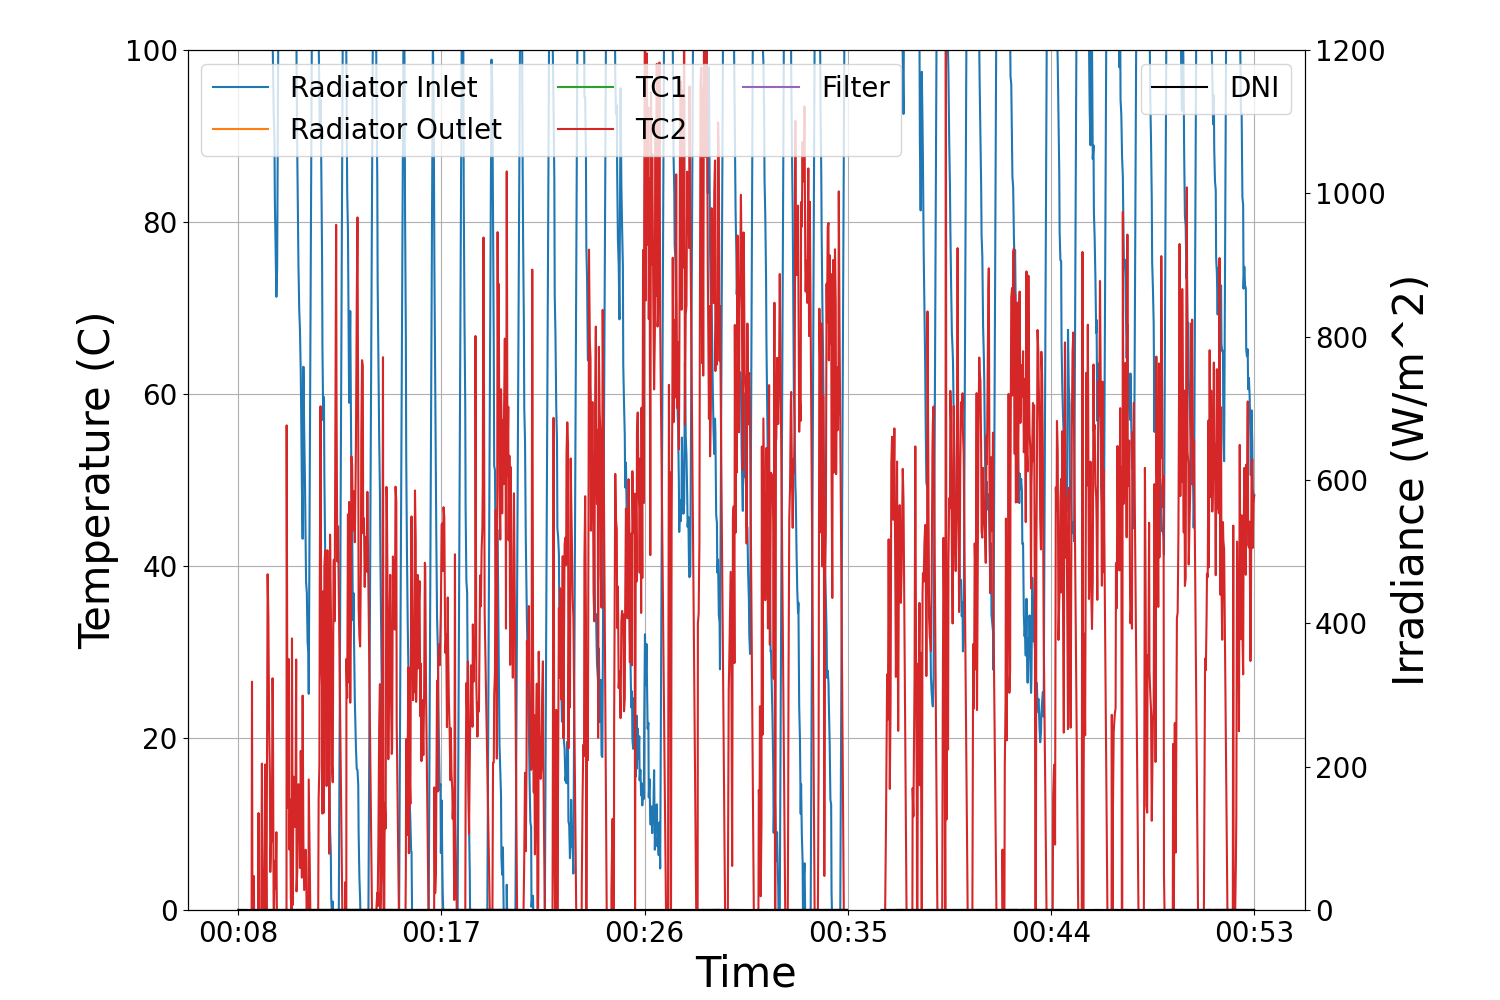 100
80
60
40
20
0
Temperature (C)
Radiator Inlet
Radiator Outlet
TC1
TC2
Filter
DNI
1200
1000
800
600
400
200
0
Irradiance (W/m^2)
00:08
00:17
00:26
00:35
00:44
00:53
Time